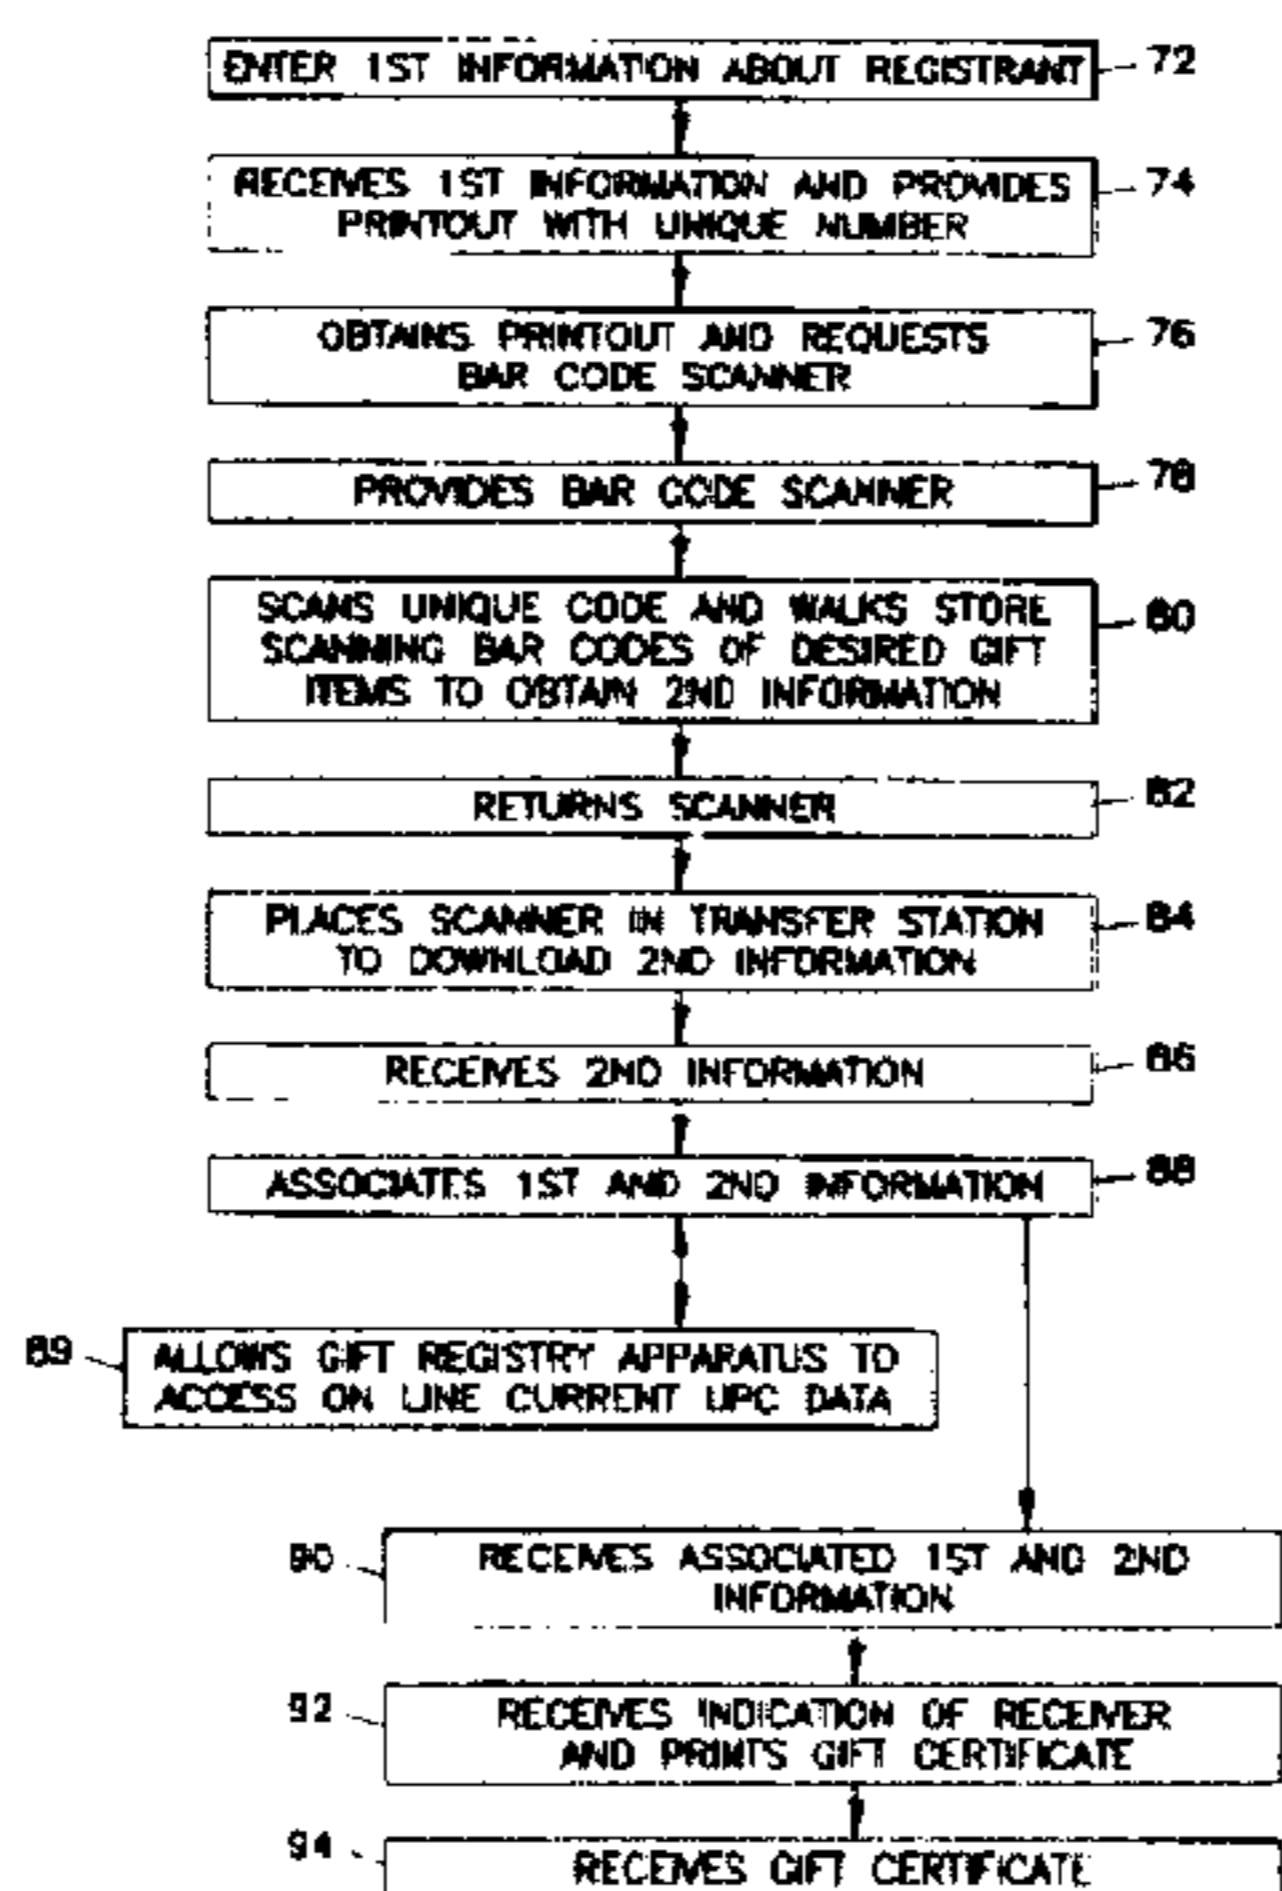 ENTER 1ST INFORMATION ABOUT REGISTRANT
72
RECEIVES 1ST INFORMATION AND PROVIDES
PRINTOUT WITH UNIQUE NUMBER
74
OBTAINS PRINTOUT AND REQUESTS
BAR CODE SCANNER
76
PROVIDES BAR CODE SCANNER
78
SCANS UNIQUE CODE AND WALKS STORE
SCANNING BAR CODES OF DESIRED GIFT
ITEMS TO OBTAIN 2ND INFORMATION
80
RETURNS SCANNER
82
PLACES SCANNER IN TRANSFER STATION
TO DOWNLOAD 2ND INFORMATION
84
RECEIVES 2ND INFORMATION
86
ASSOCIATES 1ST AND 2ND INFORMATION
88
89
ALLOWS GIFT REGISTRY APPARATUS TO
ACCESS ON LINE CURRENT UPC DATA
90
RECEIVES ASSOCIATED 1ST AND 2ND
INFORMATION
92
RECEIVES INDICATION OF RECEIVER
AND PRINTS GIFT CERTIFICATE
94
RECEIVES GIFT CERTIFICATE